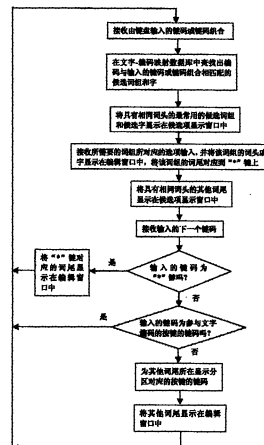 接收由键盘输入的键码或键码组合
在文字-编码映射数据库中查找出编
码与输入的键码或键码组合相匹配的
候选词组和字
将具有相同词头的最常用的候选词组
和候选字显示在候选项显示窗口中
接收所需要的词组所对应的选项输入,并将该词组的词头或
字显示在编辑窗口中,将该词组的词尾对应到“*”键上
将具有相同词头的其他词尾
显示在候选项显示窗口中
接收输入的下一个键码
输入的键码为
“*”键吗?
是
将“*”键对
应的词尾显
示在编辑窗
口中
否
输入的键码为参与文字
编码的按键的键码吗?
是
否
为其他词尾所在显示分
区对应的按键的键码
将其他词尾显示在编辑
窗口中